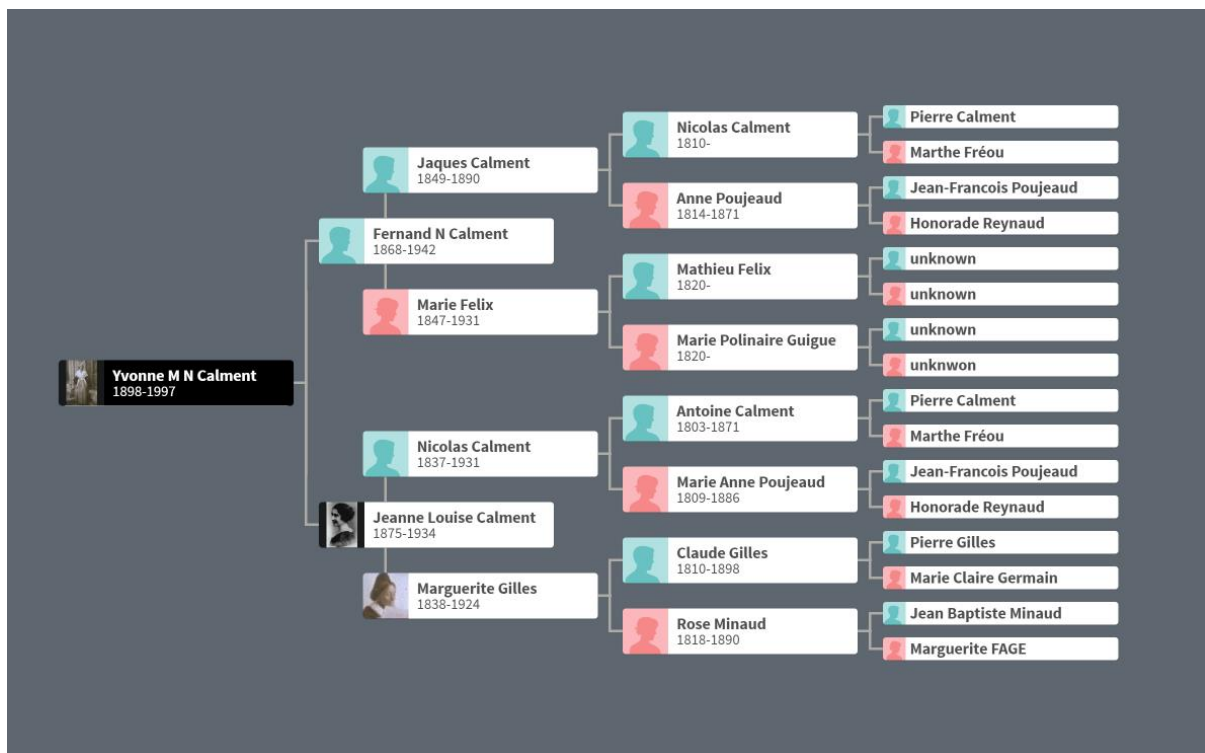 Pierre Calment
Nicolas Calment
1810-
Marthe Fréou
Jaques Calment
1849-1890
Jean-Francois Poujeaud
Anne Poujeaud
1814-1871
Honorade Reynaud
Fernand N Calment
1868-1942
unknown
Mathieu Felix
1820-
unknown
Marie Felix
1847-1931
unknown
Marie Polinaire Guigue
1820-
unknwon
Yvonne M N Calment
1898-1997
Pierre Calment
Antoine Calment
1803-1871
Marthe Fréou
Nicolas Calment
1837-1931
Jean-Francois Poujeaud
Marie Anne Poujeaud
1809-1886
Honorade Reynaud
Jeanne Louise Calment
1875-1934
Pierre Gilles
Claude Gilles
1810-1898
Marie Claire Germain
Marguerite Gilles
1838-1924
Jean Baptiste Minaud
Rose Minaud
1818-1890
Marguerite FAGE